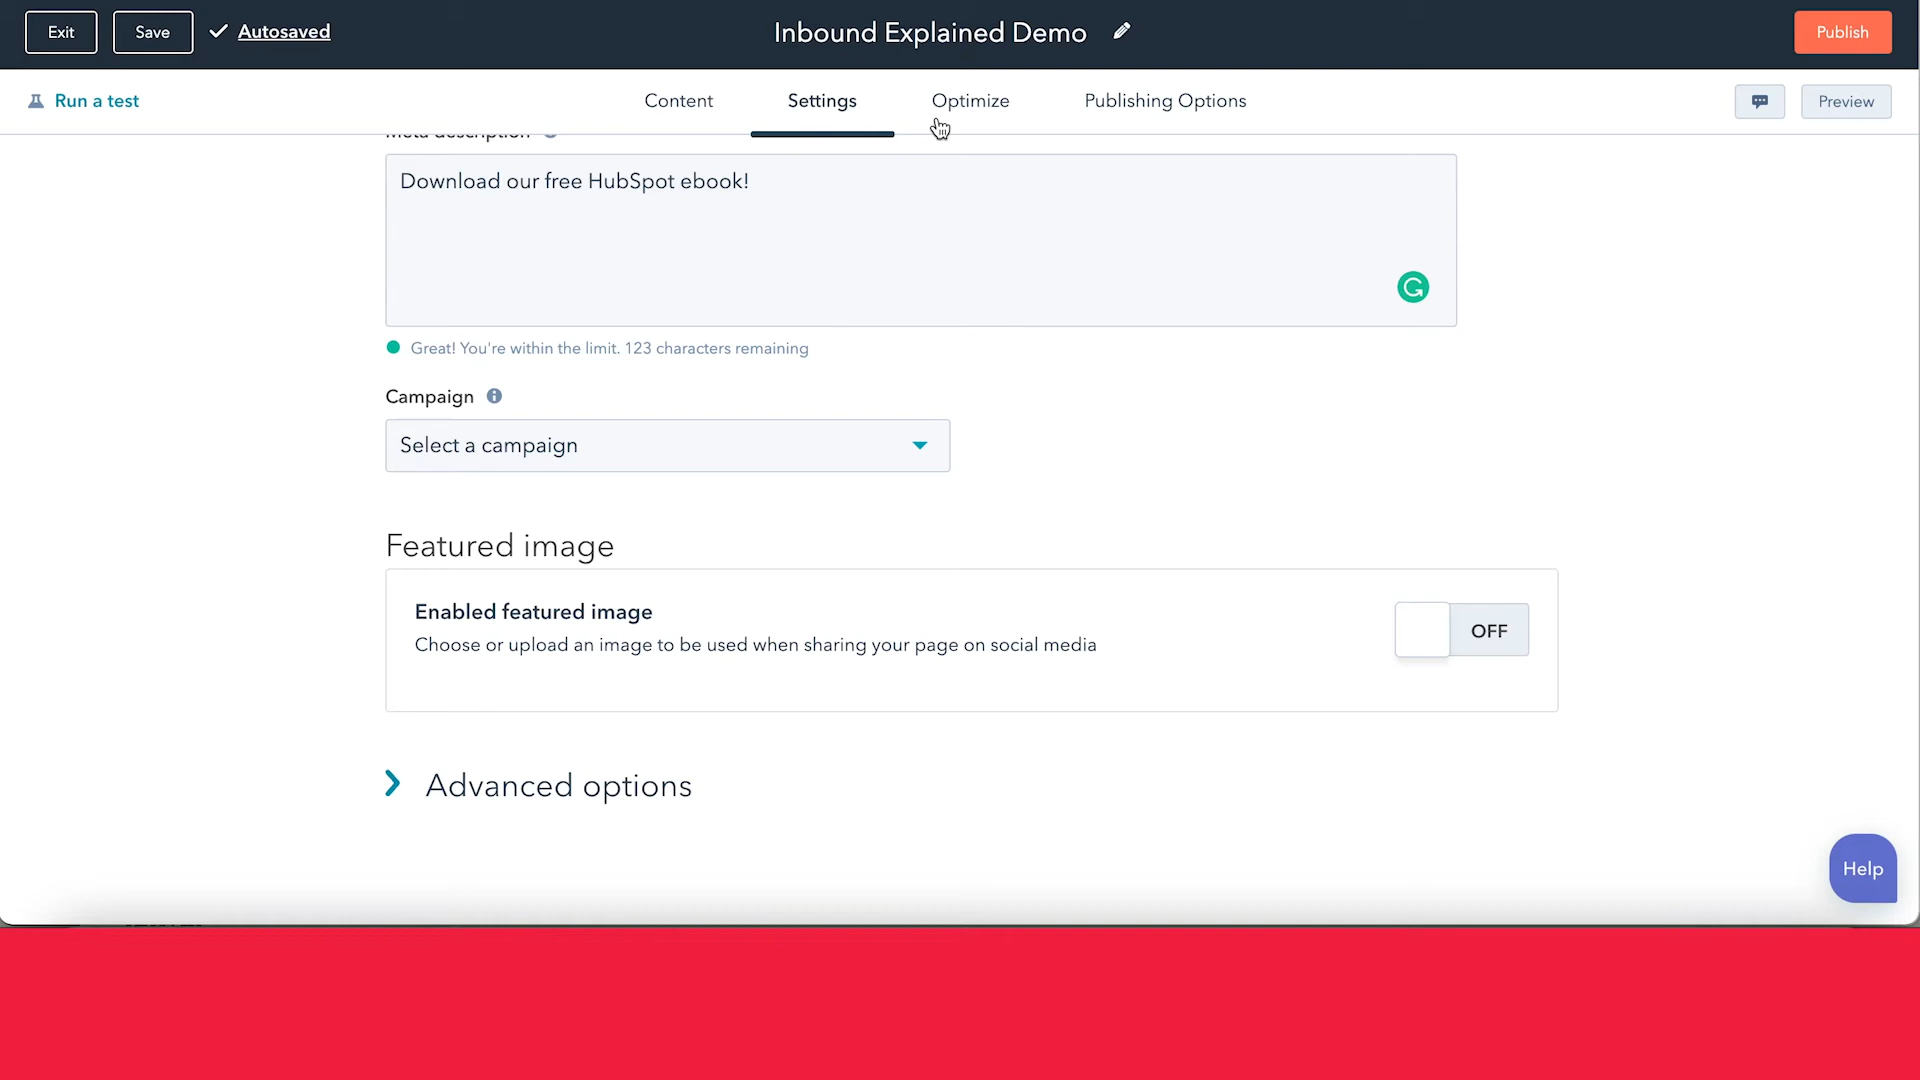 Exit
Save
Autosaved
Inbound Explained Demo
Publish
Run a test
Content
Settings
Optimize
Publishing Options
Preview
Meta description
Download our free HubSpot ebook!
Great! You're within the limit. 123 characters remaining
Campaign
Select a campaign
Featured image
Enabled featured image
OFF
Choose or upload an image to be used when sharing your page on social media
Advanced options
Help